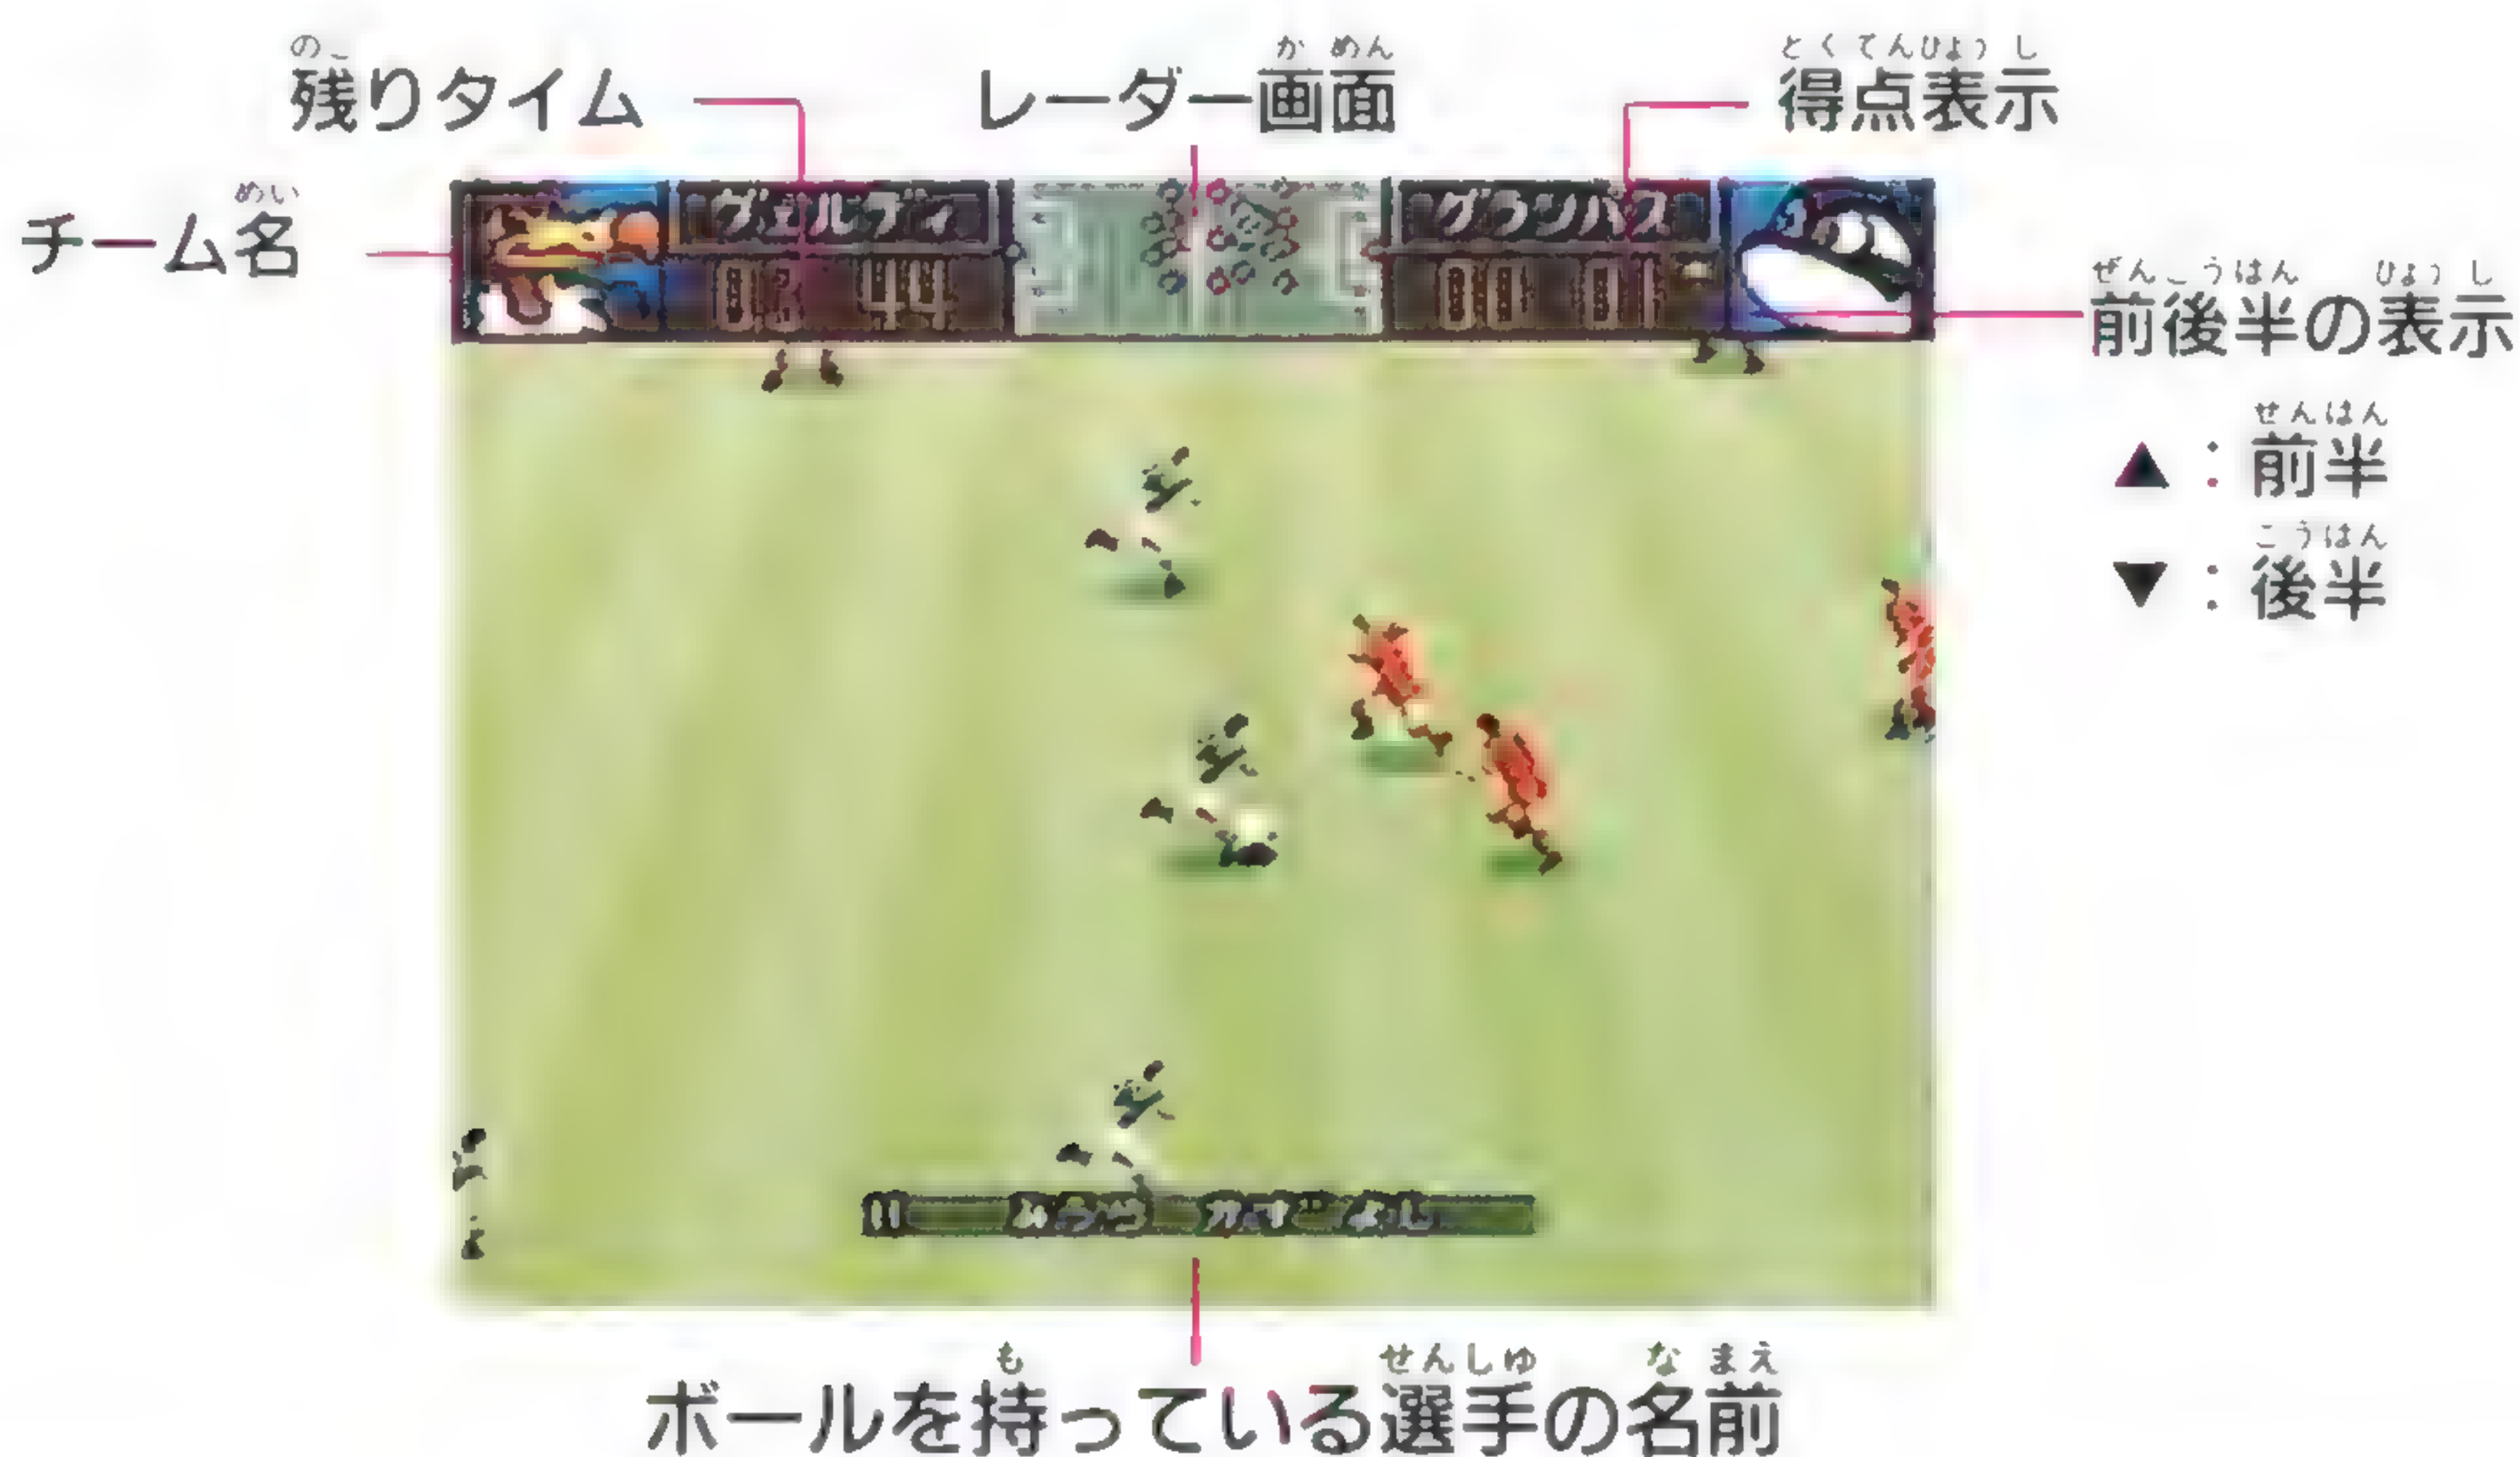 残りタイム
レーダー画面
得点表示
チーム名
ヴェルディ
グランパス
44
前後半の表示
▲：前半
▼：後半
ボールを持っている選手の名前